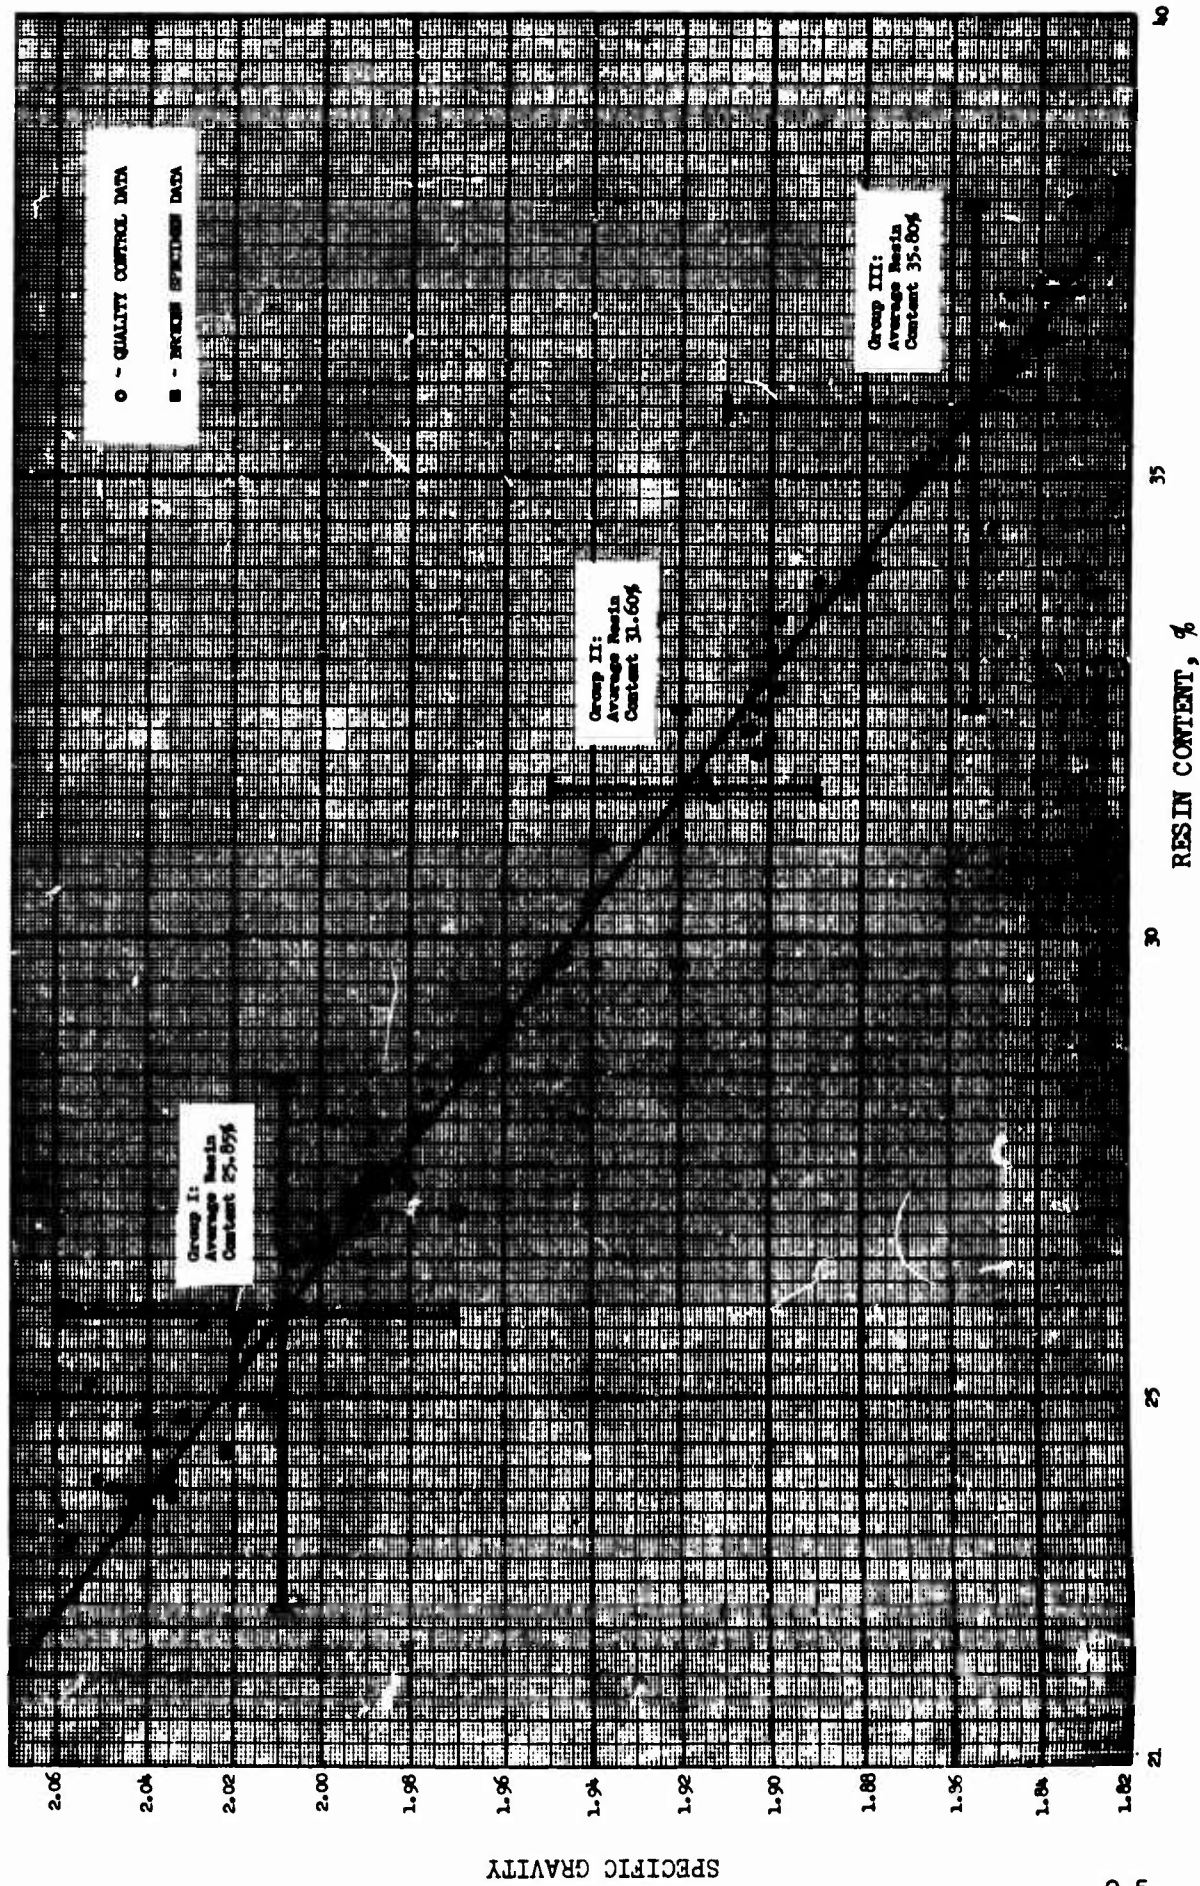 O - QUALITY CONTROL DATA
■ - BROKEN SPECIMEN DATA
Group I:
Average Resin
Content 25.85%
Group II:
Average Resin
Content 31.60%
Group III:
Average Resin
Content 35.80%
SPECIFIC GRAVITY
2.06
2.04
2.02
2.00
1.98
1.96
1.94
1.92
1.90
1.88
1.96
1.84
1.82
21
25
30
35
40
RESIN CONTENT, %